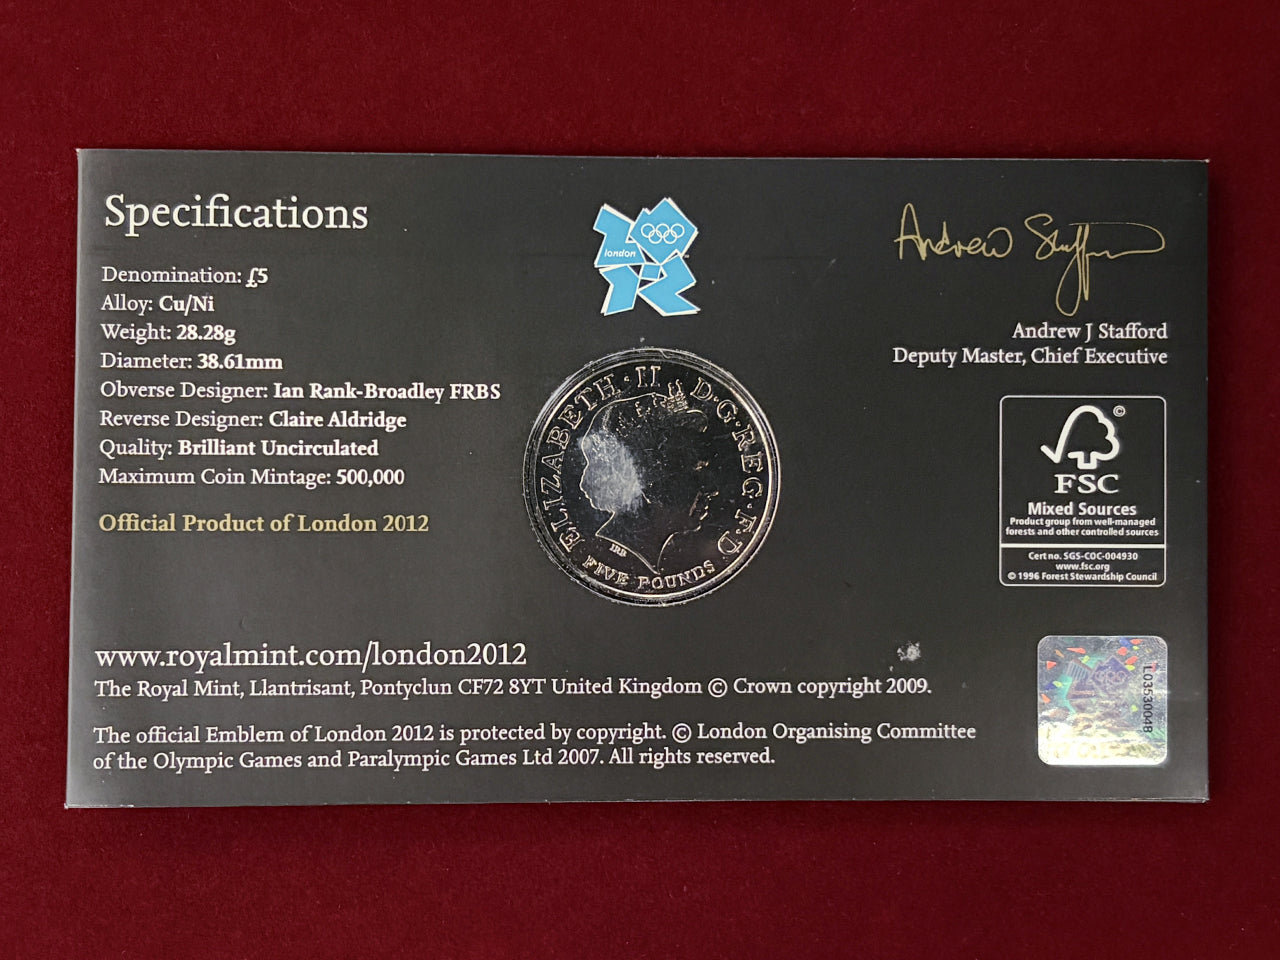 Specifications
Denomination: £5
Alloy: Cu/Ni
Weight: 28.28g
Diameter: 38.61mm
Obverse Designer: Ian Rank-Broadley FRBS
Reverse Designer: Claire Aldridge
Quality: Brilliant Uncirculated
Maximum Coin Mintage: 500,000
Official Product of London 2012
london
ELIZABETH·II D·G·REG·F·D
IRB
FIVE POUNDS
Andrew Stafford
Andrew J Stafford
Deputy Master, Chief Executive
©
FSC
Mixed Sources
Product group from well-managed
forests and other controlled sources
Cert no. SGS-COC-004930
www.fsc.org
© 1996 Forest Stewardship Council
www.royalmint.com/london2012
The Royal Mint, Llantrisant, Pontyclun CF72 8YT United Kingdom © Crown copyright 2009.
The official Emblem of London 2012 is protected by copyright. © London Organising Committee
of the Olympic Games and Paralympic Games Ltd 2007. All rights reserved.
L03530048